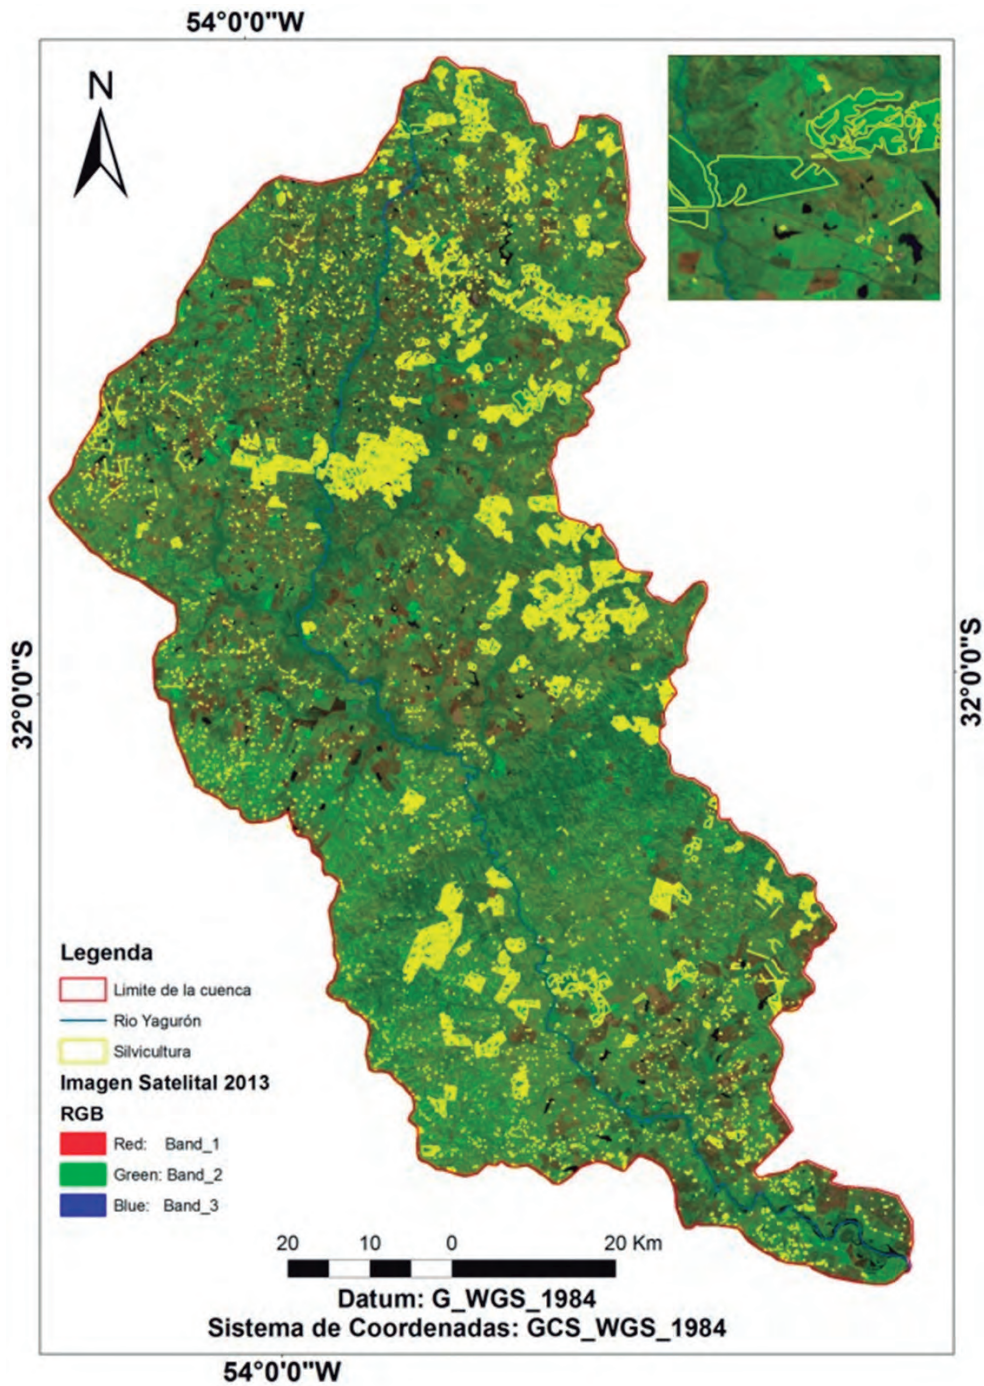 54°0'0"W
N
32°0'0"S
32°0'0"S
Legenda
Limite de la cuenca
Rio Yagurón
Silvicultura
Imagen Satelital 2013
RGB
Red: Band_1
Green: Band_2
Blue: Band_3
20 10 0 20 Km
Datum: G_WGS_1984
Sistema de Coordenadas: GCS_WGS_1984
54°0'0"W